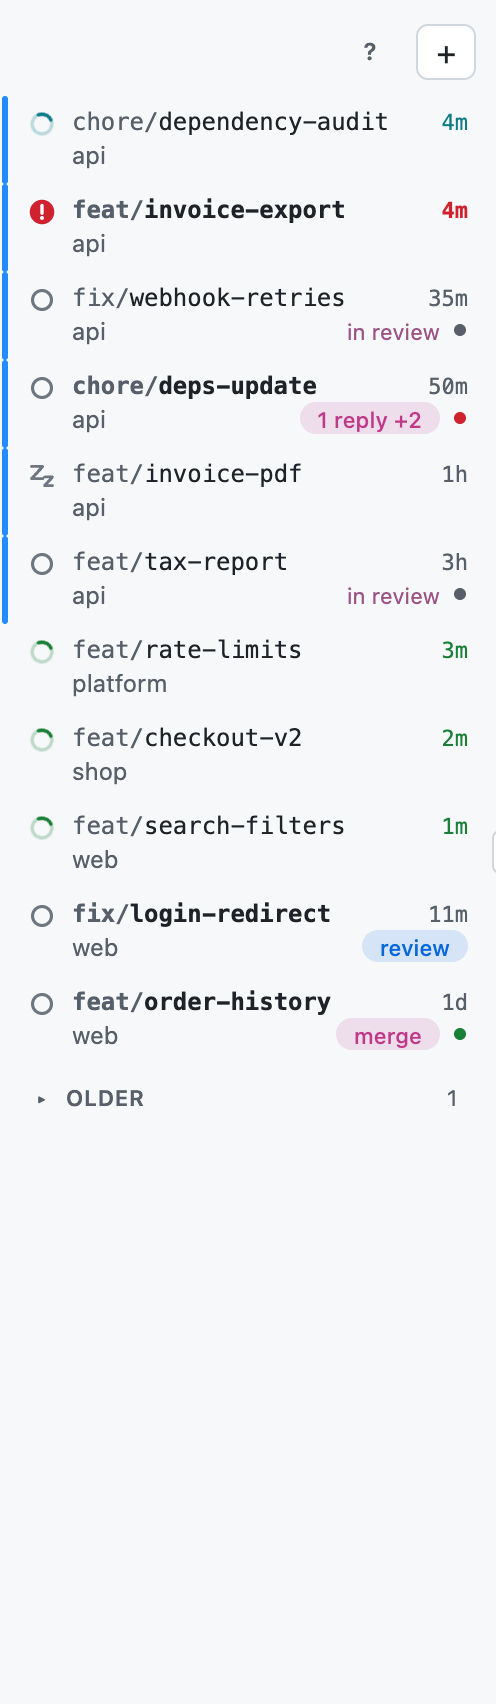 ?
+
chore/dependency-audit 4m
api
feat/invoice-export 4m
api
fix/webhook-retries 35m
api in review
chore/deps-update 50m
api 1 reply +2
zz feat/invoice-pdf 1h
api
feat/tax-report 3h
api in review
feat/rate-limits 3m
platform
feat/checkout-v2 2m
shop
feat/search-filters 1m
web
fix/login-redirect 11m
web review
feat/order-history 1d
web merge
OLDER 1